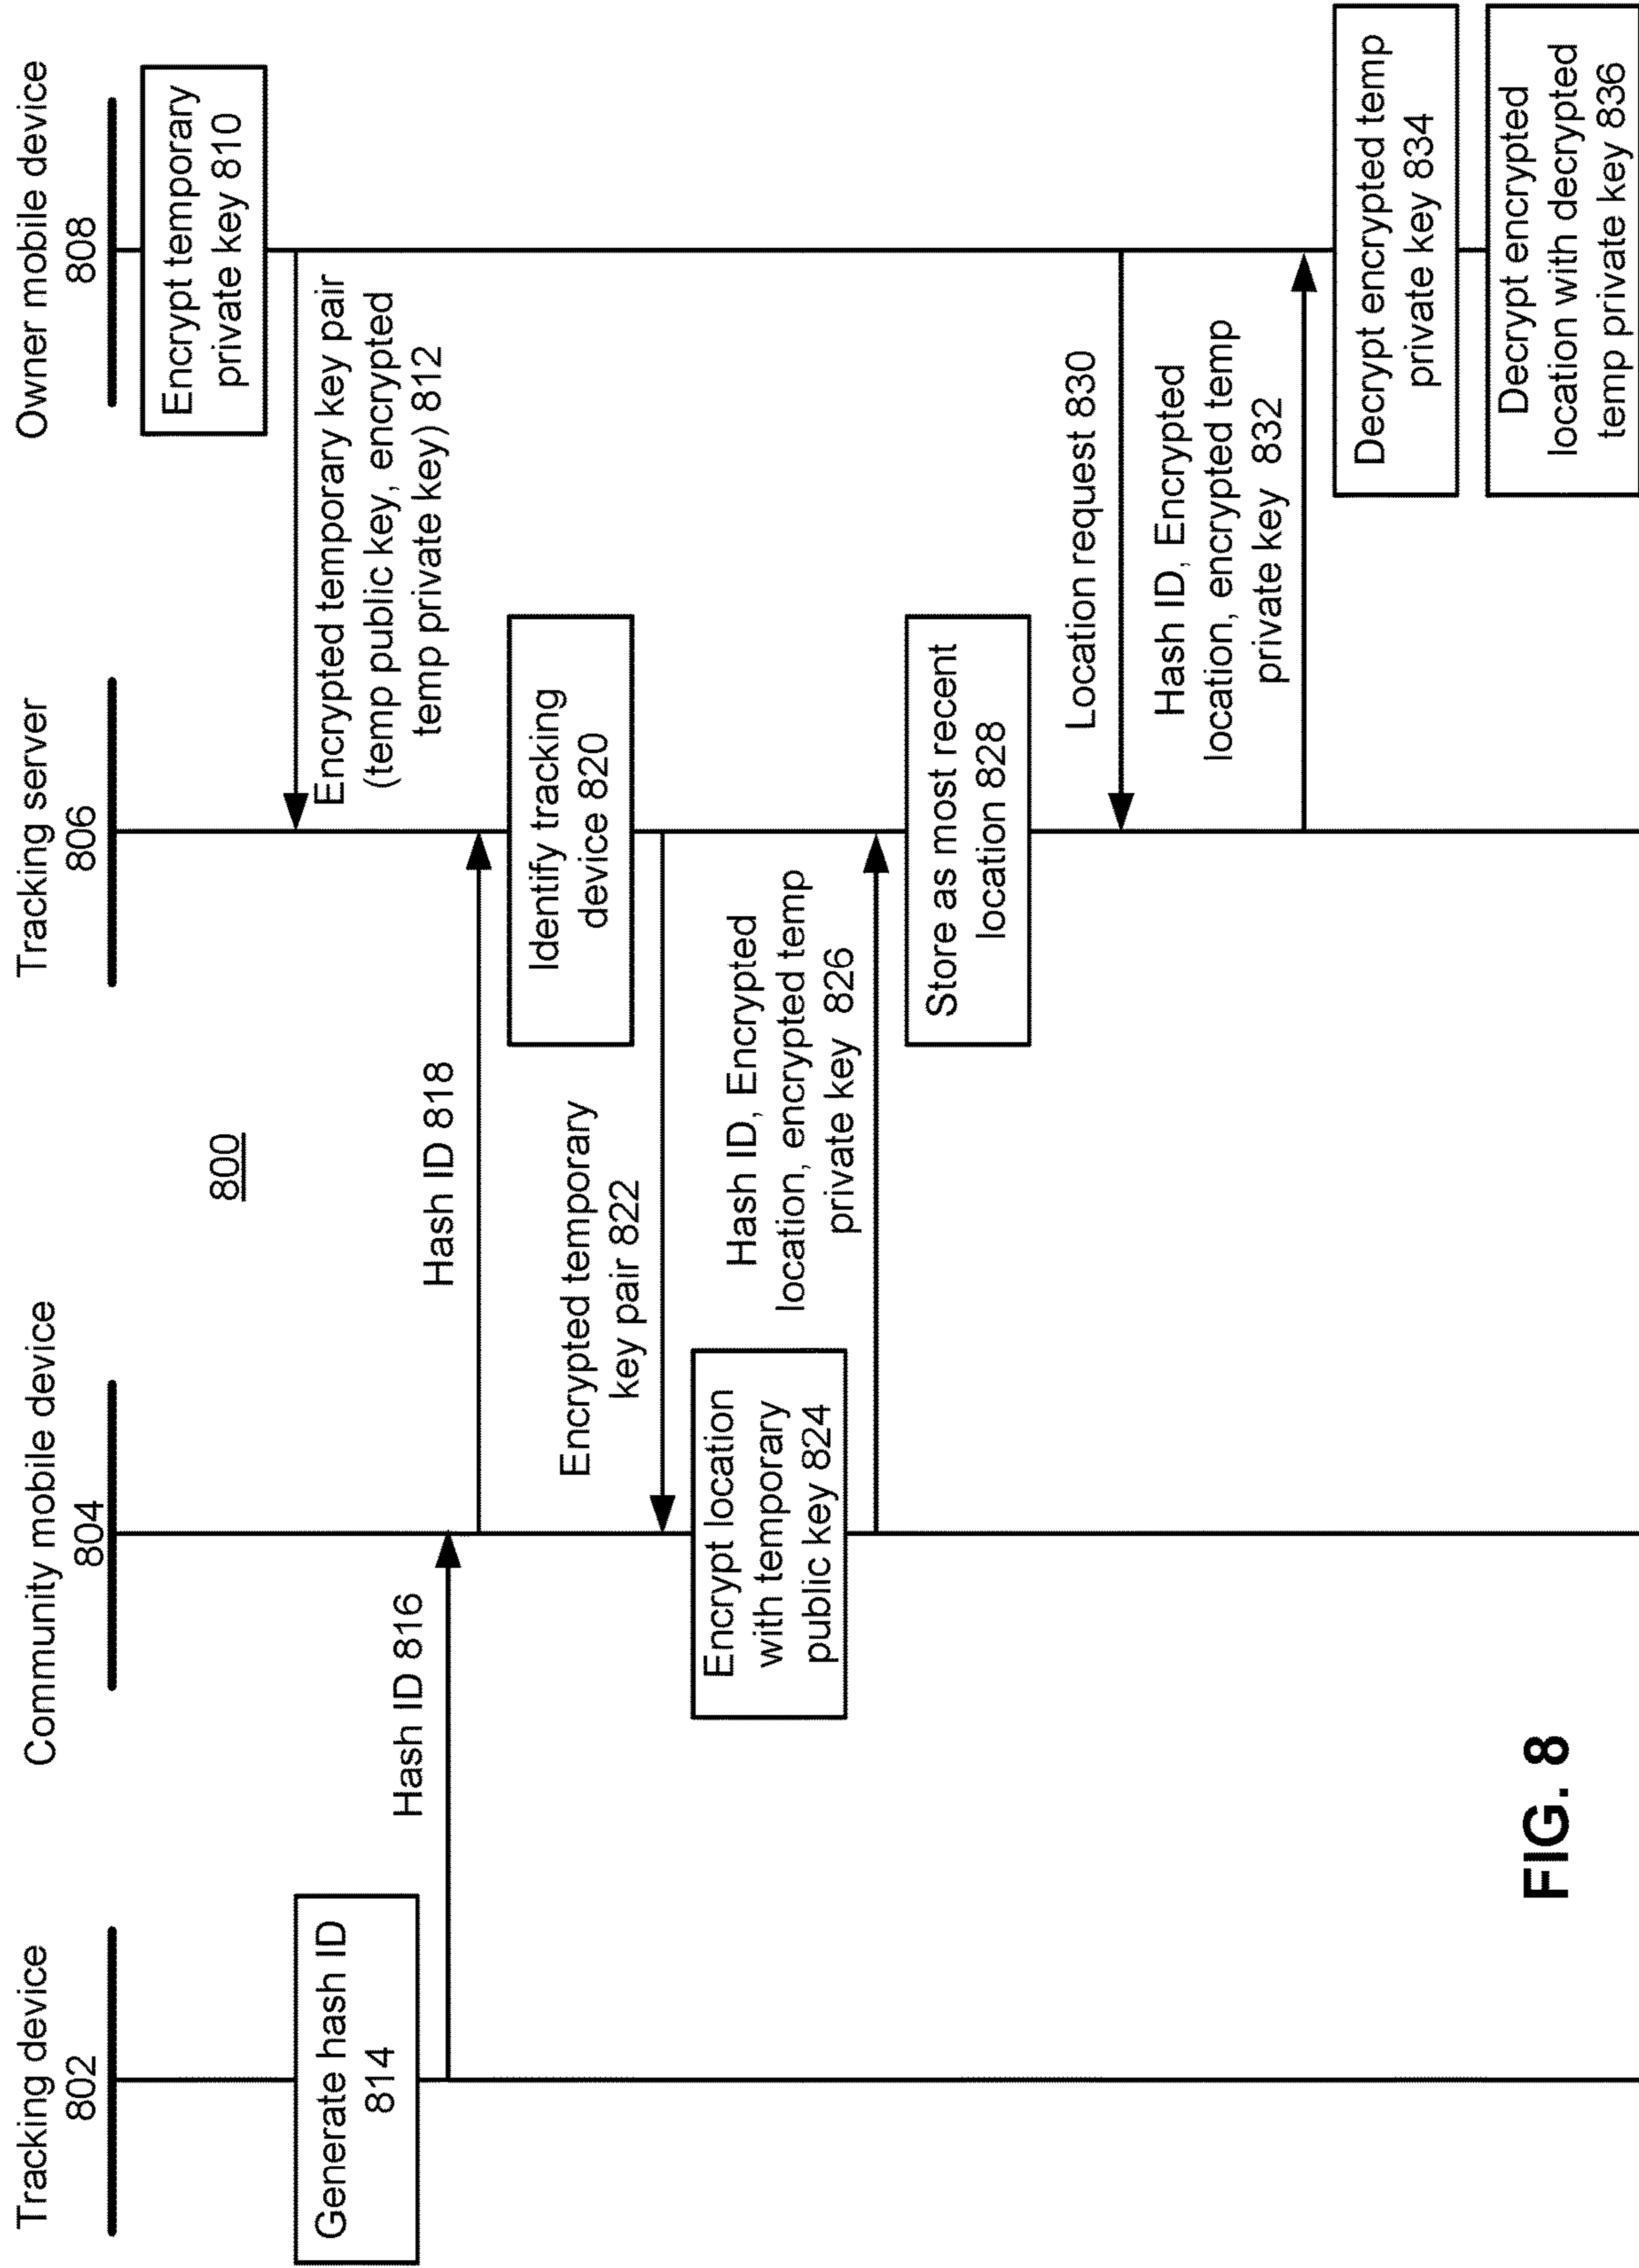 Tracking device
802
Community mobile device
804
Tracking server
806
Owner mobile device
808
Encrypt temporary
private key 810
800
Encrypted temporary key pair
(temp public key, encrypted
temp private key) 812
Generate hash ID
814
Hash ID 816
Hash ID 818
Identify tracking
device 820
Encrypted temporary
key pair 822
Encrypt location
with temporary
public key 824
Hash ID, Encrypted
location, encrypted temp
private key 826
Store as most recent
location 828
Location request 830
Hash ID, Encrypted
location, encrypted temp
private key 832
Decrypt encrypted temp
private key 834
Decrypt encrypted
location with decrypted
temp private key 836
FIG. 8